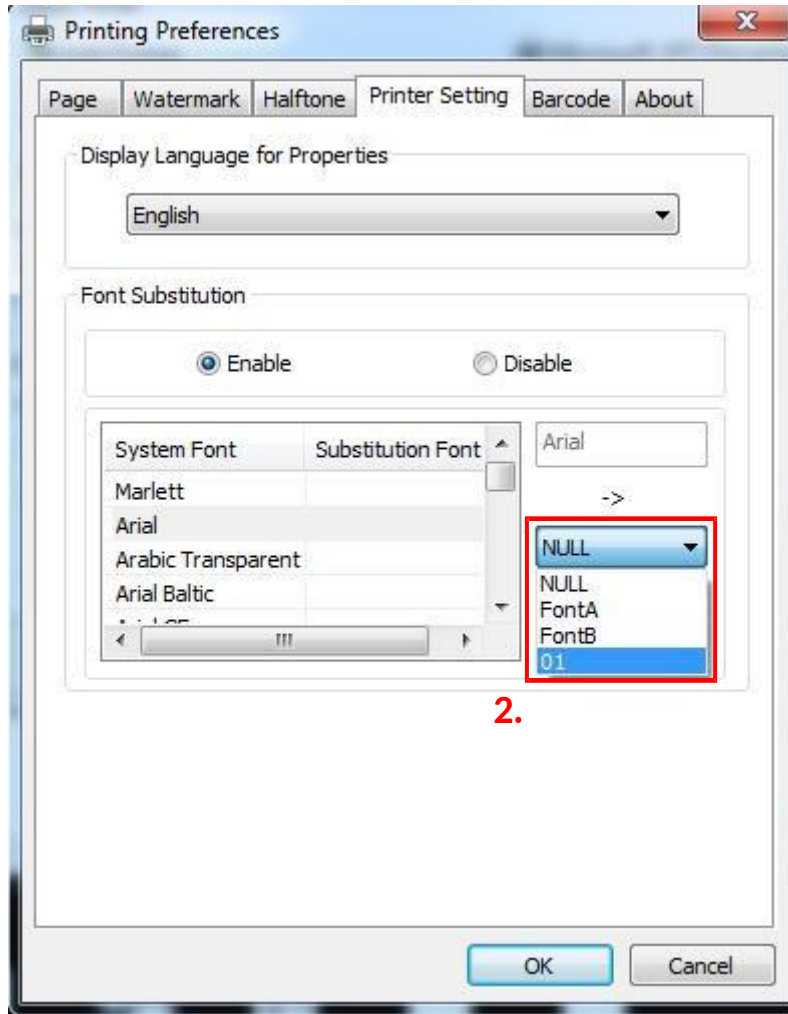 Printing Preferences
Page Watermark Halftone Printer Setting Barcode About
Display Language for Properties
English
Font Substitution
Enable Disable
System Font Substitution Font
Marlett
Arial
Arabic Transparent
Arial Baltic
Arial
->
NULL
NULL
FontA
FontB
01
2.
OK Cancel